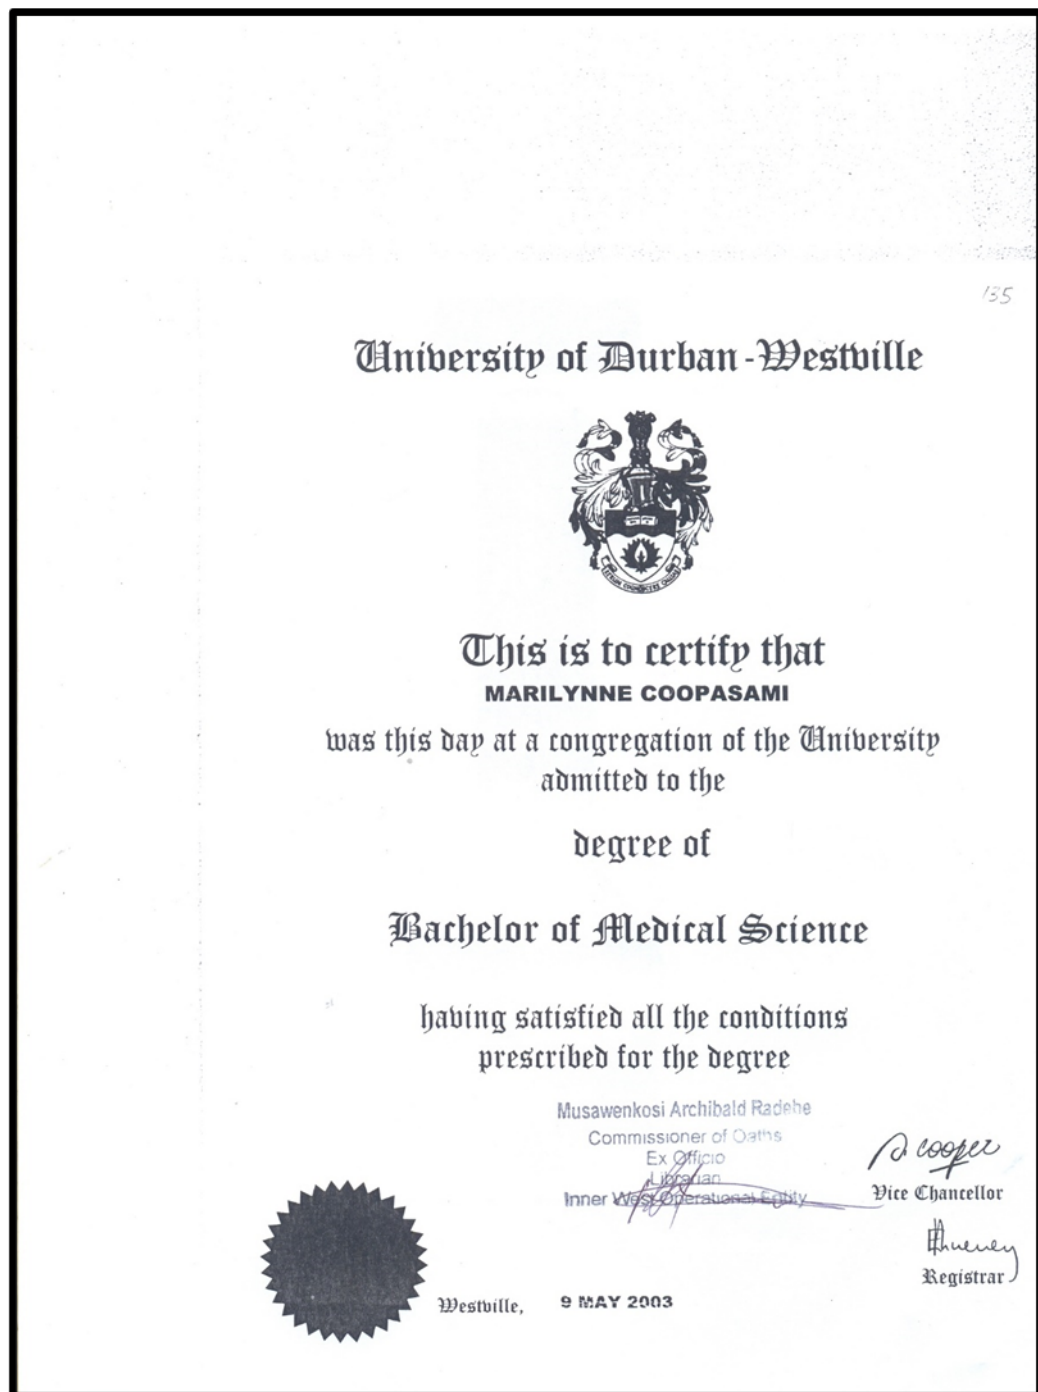 135
University of Durban-Westville
This is to certify that
MARILYNNE COOPASAMI
was this day at a congregation of the University
admitted to the
degree of
Bachelor of Medical Science
having satisfied all the conditions
prescribed for the degree
Musawenkosi Archibald Radebe
Commissioner of Oaths
Ex Officio
Librarian
Inner West Operational Entity
S. cooper
Vice Chancellor
Registrar
Westville, 9 MAY 2003